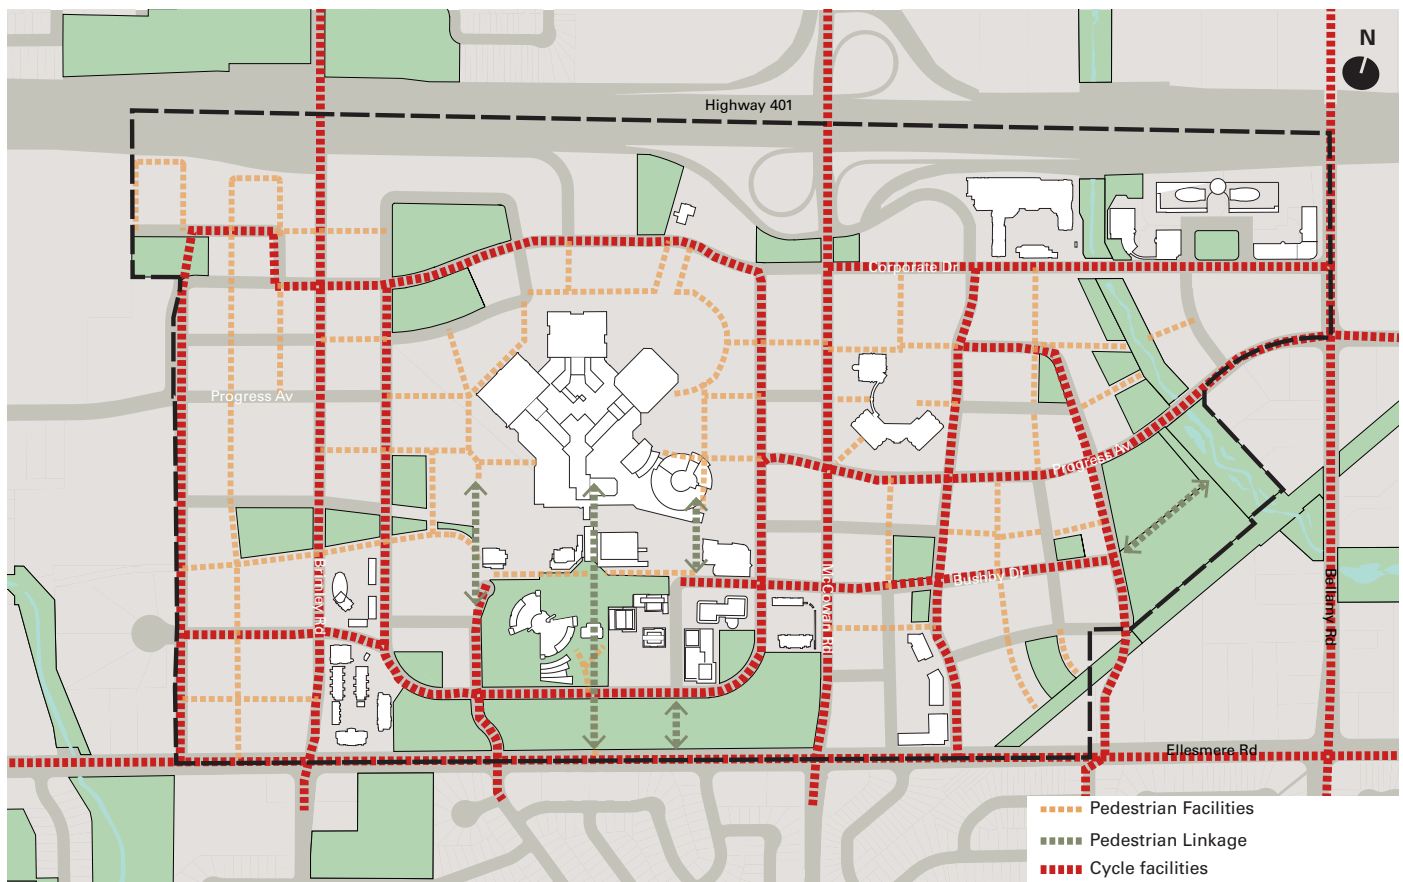 N
Highway 401
Corporate Dr
Progress Av
Progress Av
Brimley Rd
McCowan Rd
Bushby Dr
Bellamy Rd
Ellesmere Rd
Pedestrian Facilities
Pedestrian Linkage
Cycle facilities